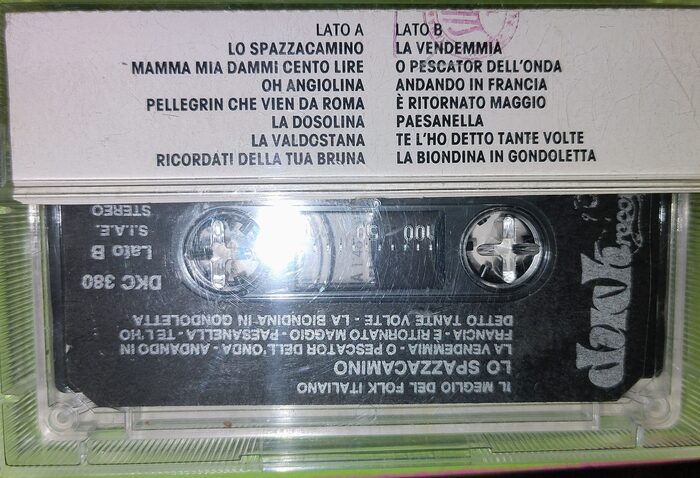 LATO A
LO SPAZZACAMINO
MAMMA MIA DAMMI CENTO LIRE
OH ANGIOLINA
PELLEGRIN CHE VIEN DA ROMA
LA DOSOLINA
LA VALDOSTANA
RICORDATI DELLA TUA BRUNA
LATO B
LA VENDEMMIA
O PESCATOR DELL'ONDA
ANDANDO IN FRANCIA
È RITORNATO MAGGIO
PAESANELLA
TE L'HO DETTO TANTE VOLTE
LA BIONDINA IN GONDOLETTA
IL MEGLIO DEL FOLK ITALIANO
LO SPAZZACAMINO
LA VENDEMMIA - O PESCATOR DELL'ONDA - ANDANDO IN
FRANCIA - E RITORNATO MAGGIO - PAESANELLA - TE L'HO
DETTO TANTE VOLTE - LA BIONDINA IN GONDOLETTA
DKC 380
Lato B
S.I.A.E.
STEREO
100 50